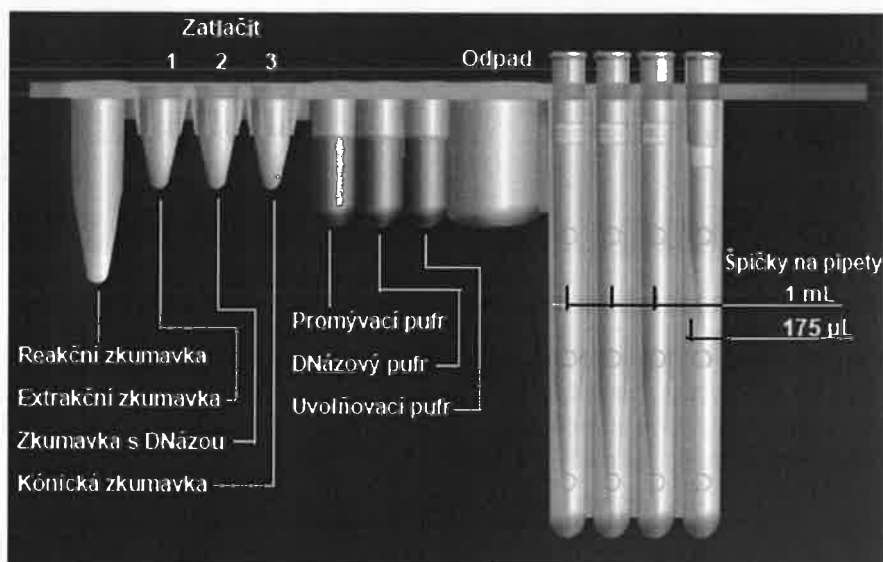 Zatlačit
1 2 3
Odpad
Špičky na pipety
1 mL
175 µL
Promývací pufr
DNázový pufr
Uvolňovací pufr
Reakční zkumavka
Extrakční zkumavka
Zkumavka s DNázou
Kónická zkumavka